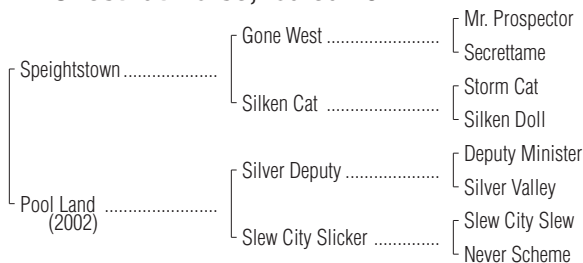 Mr. Prospector
Gone West
Secrettame
Speightstown
Storm Cat
Silken Cat
Silken Doll
Deputy Minister
Silver Deputy
Silver Valley
Pool Land
(2002)
Slew City Slew
Slew City Slicker
Never Scheme